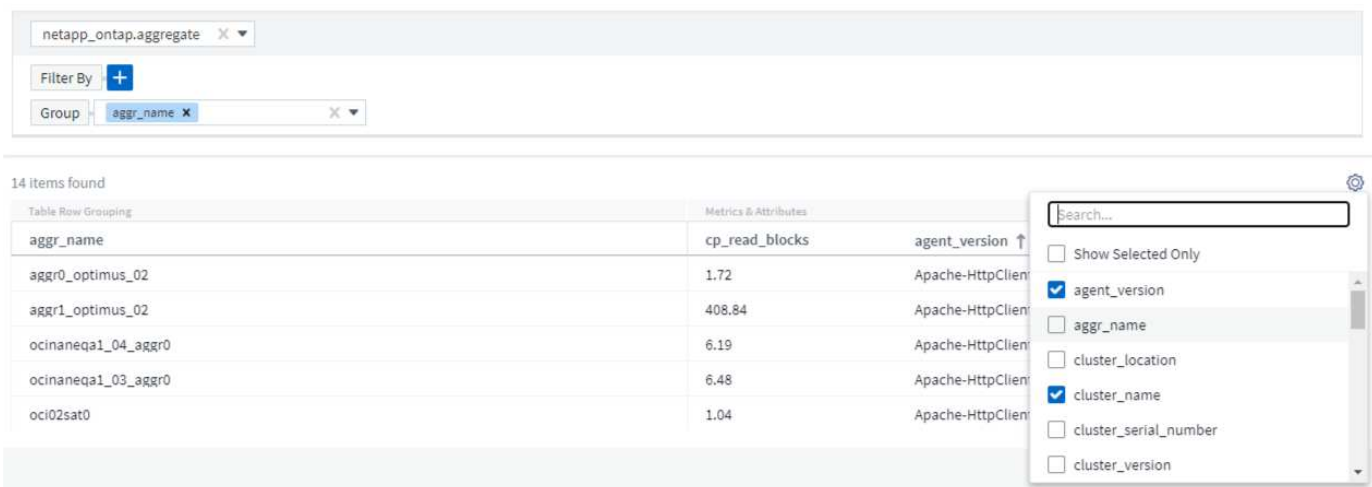 netapp_ontap.aggregate
Filter By
Group aggr_name
14 items found
Table Row Grouping Metrics & Attributes
aggr_name cp_read_blocks agent_version
aggr0_optimus_02 1.72 Apache-HttpClien
aggr1_optimus_02 408.84 Apache-HttpClien
ocinaneqa1_04_aggr0 6.19 Apache-HttpClien
ocinaneqa1_03_aggr0 6.48 Apache-HttpClien
oci02sat0 1.04 Apache-HttpClien
Search...
Show Selected Only
agent_version
aggr_name
cluster_location
cluster_name
cluster_serial_number
cluster_version